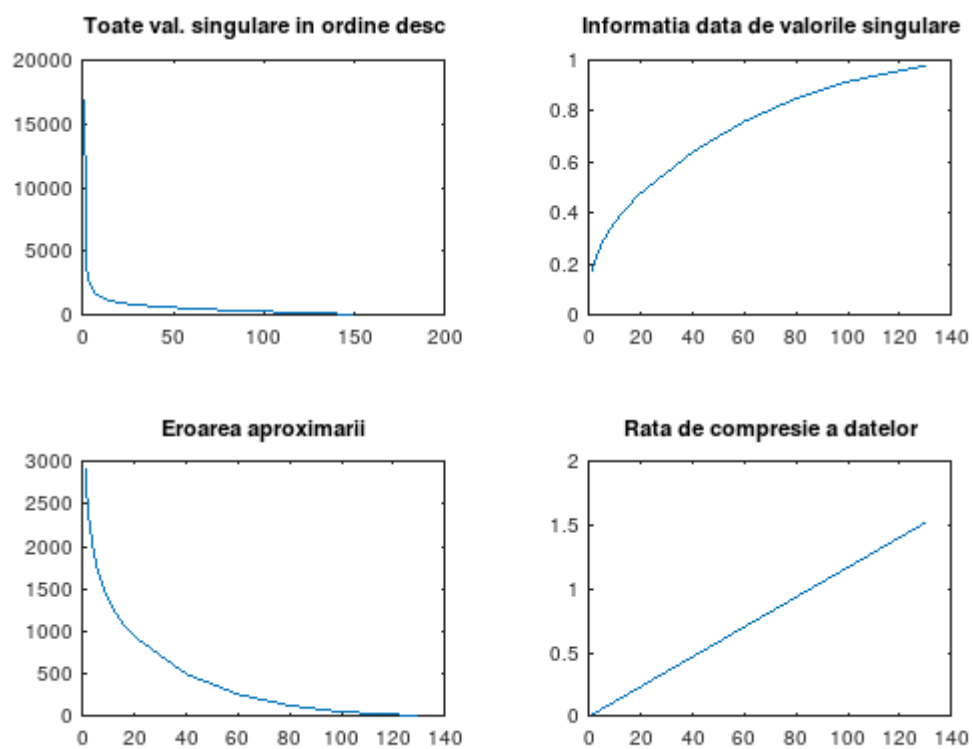 Toate val. singulare in ordine desc
20000
15000
10000
5000
0
0 50 100 150 200
Informatia data de valorile singulare
1
0.8
0.6
0.4
0.2
0
0 20 40 60 80 100 120 140
Eroarea aproximarii
3000
2500
2000
1500
1000
500
0
0 20 40 60 80 100 120 140
Rata de compresie a datelor
2
1.5
1
0.5
0
0 20 40 60 80 100 120 140